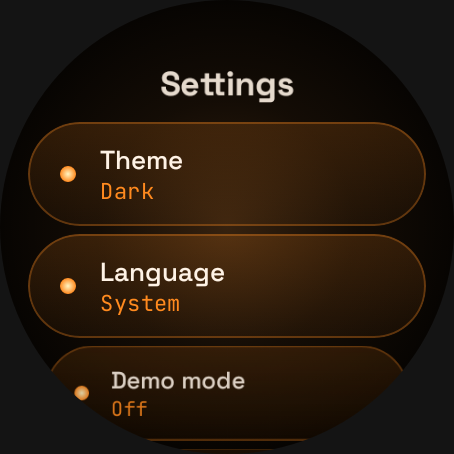 Settings
Theme
Dark
Language
System
Demo mode
Off